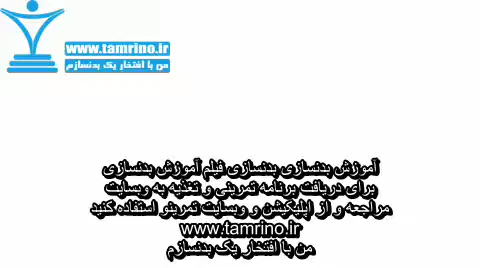 www.tamrino.ir
من با افتخار یک بدنسازم
آموزش بدنسازی بدنسازی فیلم آموزش بدنسازی
برای دریافت برنامه تمرینی و تغذیه به وبسایت
مراجعه و از اپلیکیشن و وبسایت تمرینو استفاده کنید
www.tamrino.ir
من با افتخار یک بدنسازم